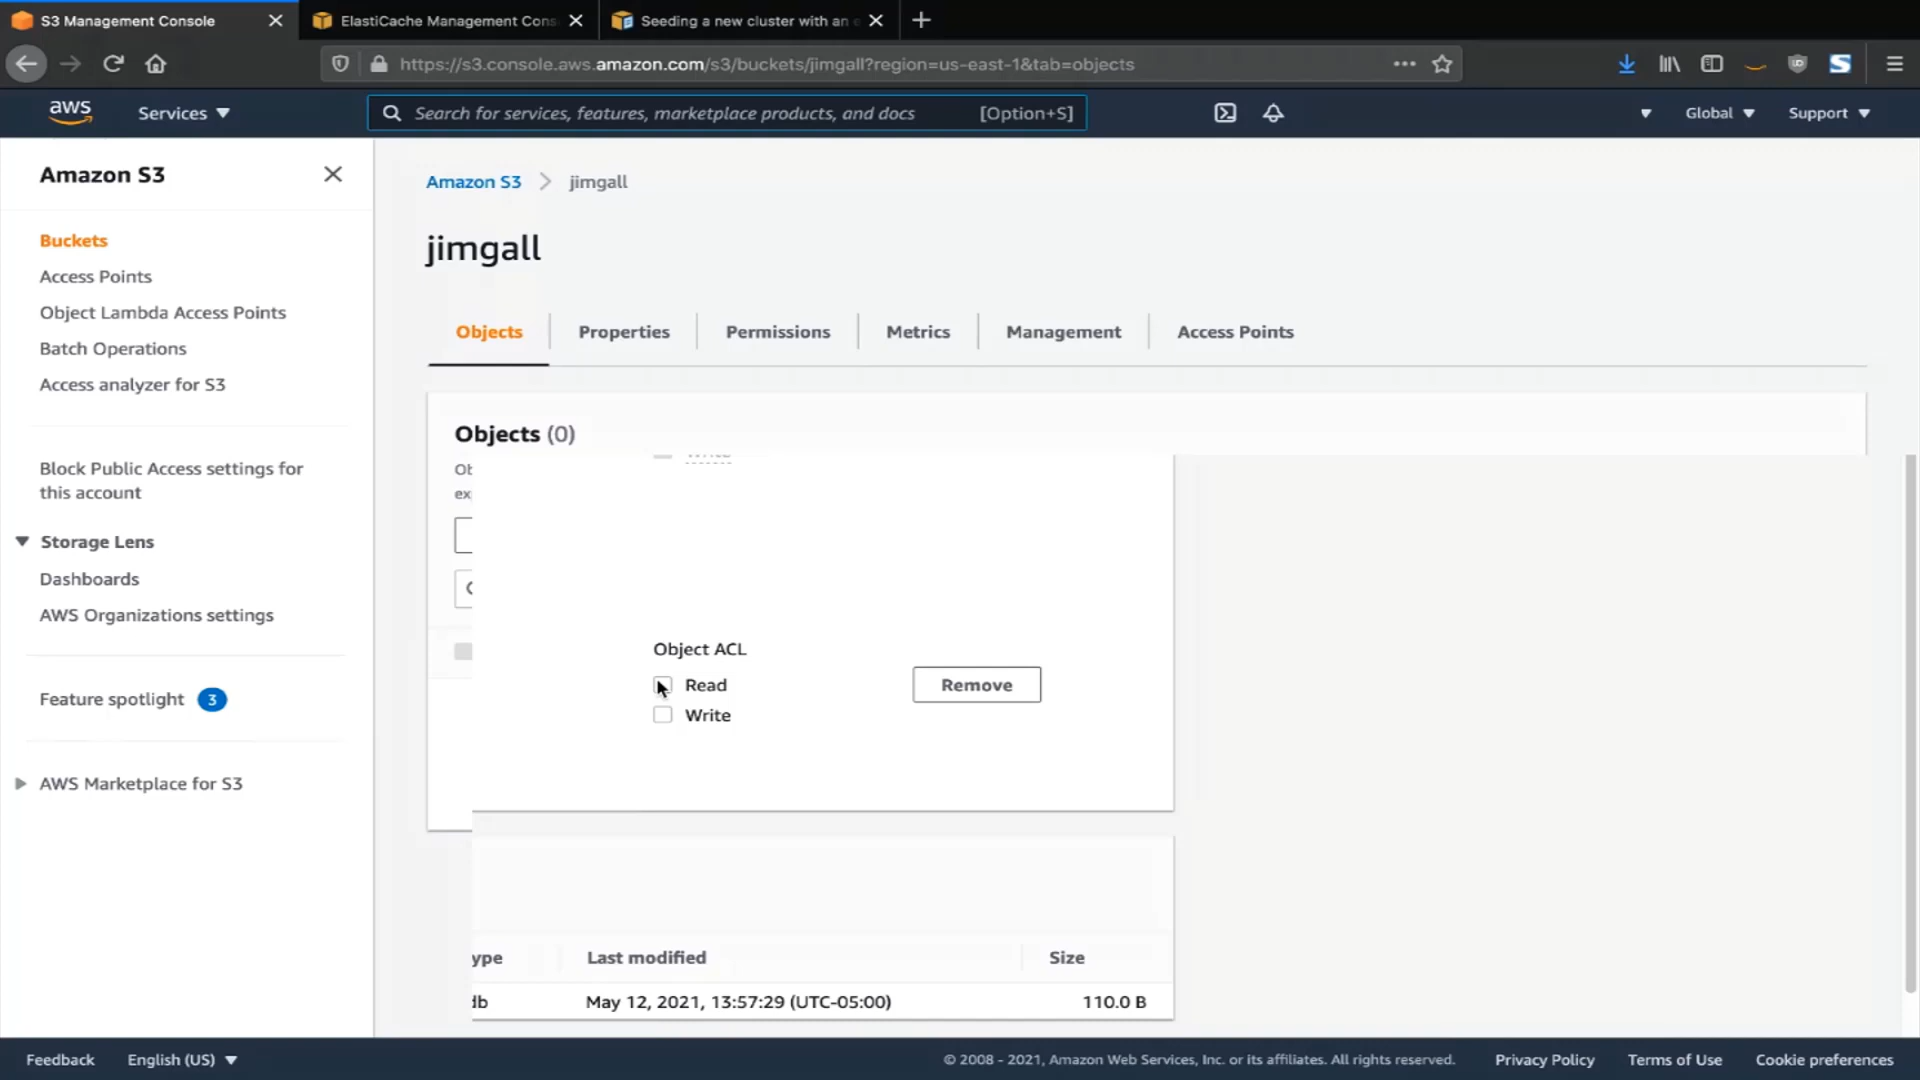 S3 Management Console
ElastiCache Management Cons
Seeding a new cluster with an e
https://s3.console.aws.amazon.com/s3/buckets/jimgall?region=us-east-1&tab=objects
aws
Services
Search for services, features, marketplace products, and docs
[Option+S]
Global
Support
Amazon S3
Buckets
Access Points
Object Lambda Access Points
Batch Operations
Access analyzer for S3
Block Public Access settings for
this account
Storage Lens
Dashboards
AWS Organizations settings
Feature spotlight 3
AWS Marketplace for S3
Amazon S3 > jimgall
jimgall
Objects
Properties
Permissions
Metrics
Management
Access Points
Objects (0)
Ob
ex
Object ACL
Read
Write
Remove
ype
Last modified
Size
db
May 12, 2021, 13:57:29 (UTC-05:00)
110.0 B
Feedback
English (US)
© 2008 - 2021, Amazon Web Services, Inc. or its affiliates. All rights reserved.
Privacy Policy
Terms of Use
Cookie preferences